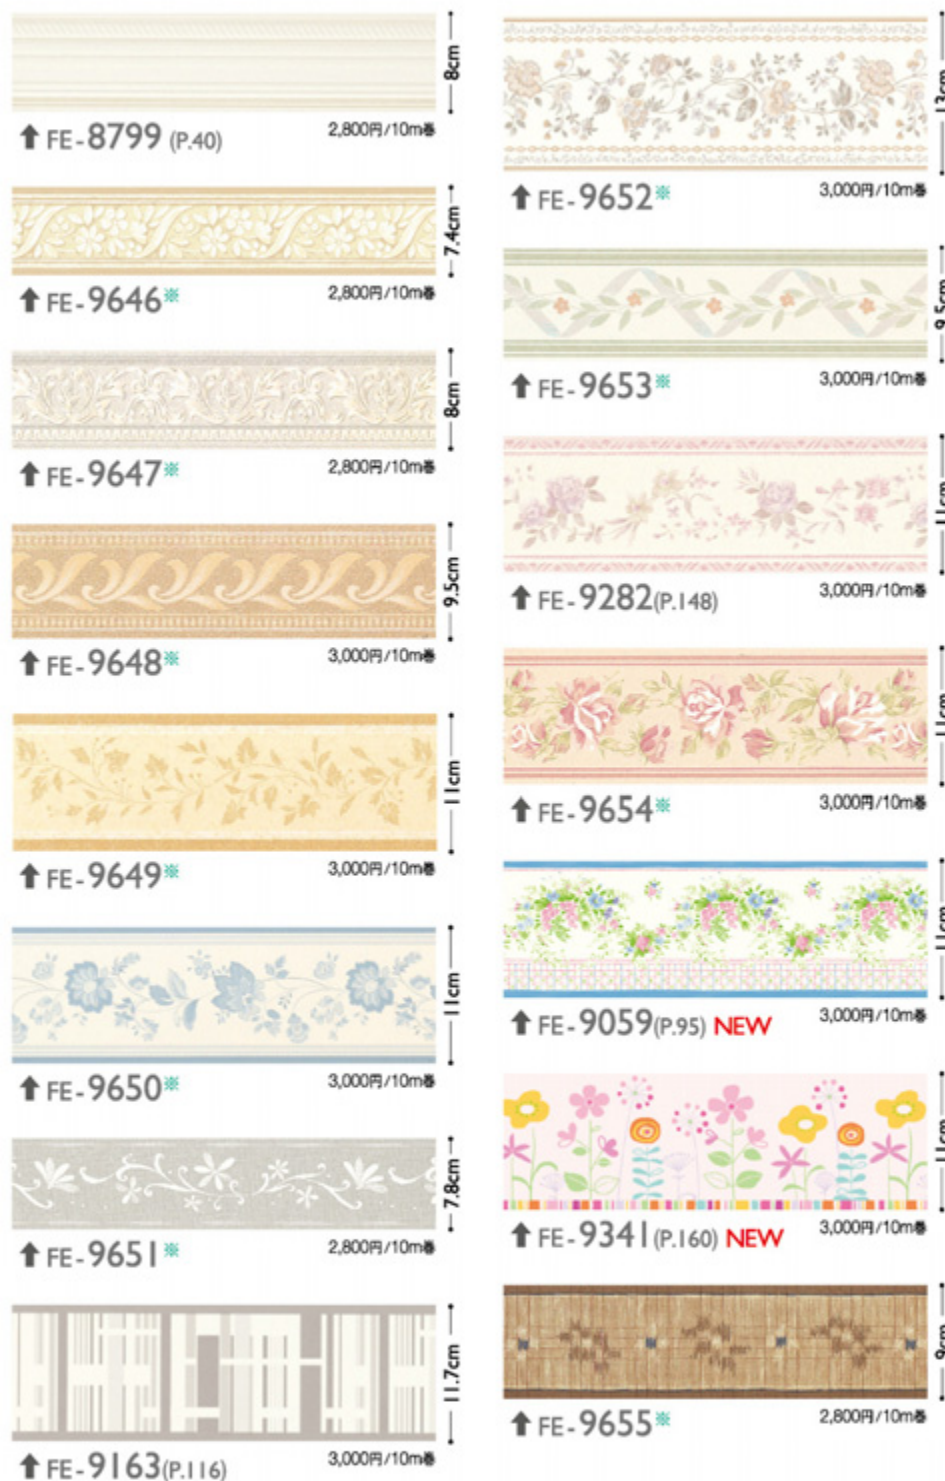 8cm
↑ FE-8799 (P.40) 2,800円/10m巻
7.4cm
↑ FE-9646※ 2,800円/10m巻
8cm
↑ FE-9647※ 2,800円/10m巻
9.5cm
↑ FE-9648※ 3,000円/10m巻
11cm
↑ FE-9649※ 3,000円/10m巻
11cm
↑ FE-9650※ 3,000円/10m巻
7.8cm
↑ FE-9651※ 2,800円/10m巻
11.7cm
↑ FE-9163(P.116) 3,000円/10m巻
13cm
↑ FE-9652※ 3,000円/10m巻
9.5cm
↑ FE-9653※ 3,000円/10m巻
11cm
↑ FE-9282(P.148) 3,000円/10m巻
11cm
↑ FE-9654※ 3,000円/10m巻
11cm
↑ FE-9059(P.95) NEW 3,000円/10m巻
11cm
↑ FE-9341(P.160) NEW 3,000円/10m巻
9cm
↑ FE-9655※ 2,800円/10m巻